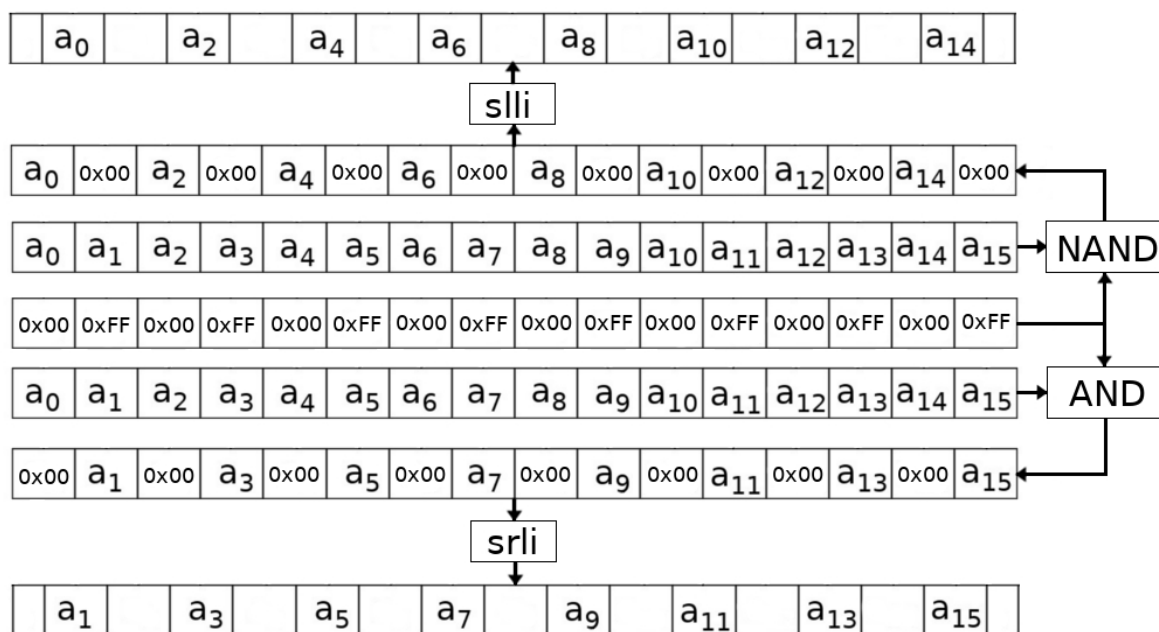 a0 a2 a4 a6 a8 a10 a12 a14
slli
a0 0x00 a2 0x00 a4 0x00 a6 0x00 a8 0x00 a10 0x00 a12 0x00 a14 0x00
a0 a1 a2 a3 a4 a5 a6 a7 a8 a9 a10 a11 a12 a13 a14 a15 NAND
0x00 0xFF 0x00 0xFF 0x00 0xFF 0x00 0xFF 0x00 0xFF 0x00 0xFF 0x00 0xFF 0x00 0xFF
a0 a1 a2 a3 a4 a5 a6 a7 a8 a9 a10 a11 a12 a13 a14 a15 AND
0x00 a1 0x00 a3 0x00 a5 0x00 a7 0x00 a9 0x00 a11 0x00 a13 0x00 a15
srli
a1 a3 a5 a7 a9 a11 a13 a15